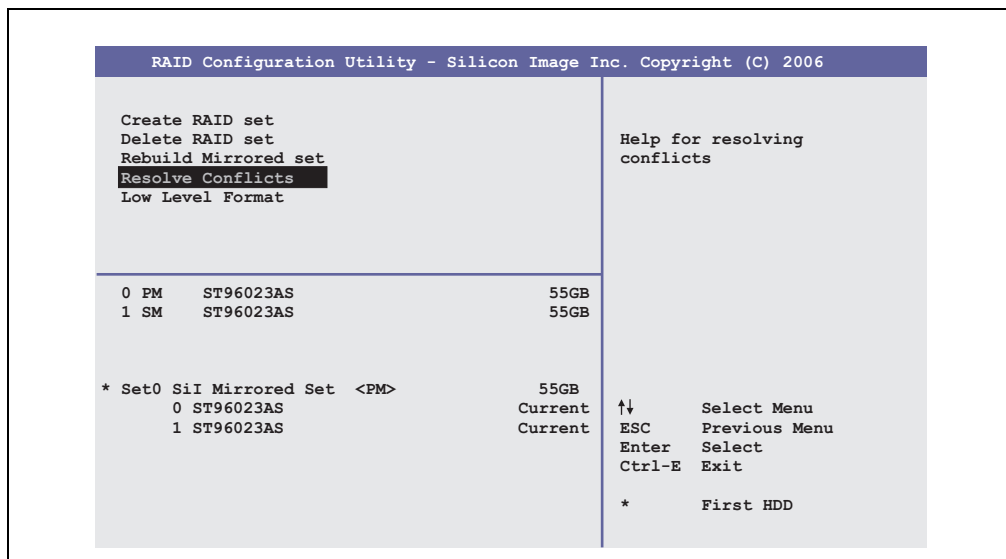 RAID Configuration Utility - Silicon Image Inc. Copyright (C) 2006
Create RAID set
Delete RAID set
Rebuild Mirrored set
Resolve Conflicts
Low Level Format
Help for resolving
conflicts
0 PM ST96023AS 55GB
1 SM ST96023AS 55GB
* Set0 SiI Mirrored Set <PM> 55GB
0 ST96023AS Current
1 ST96023AS Current
↑↓ Select Menu
ESC Previous Menu
Enter Select
Ctrl-E Exit
* First HDD